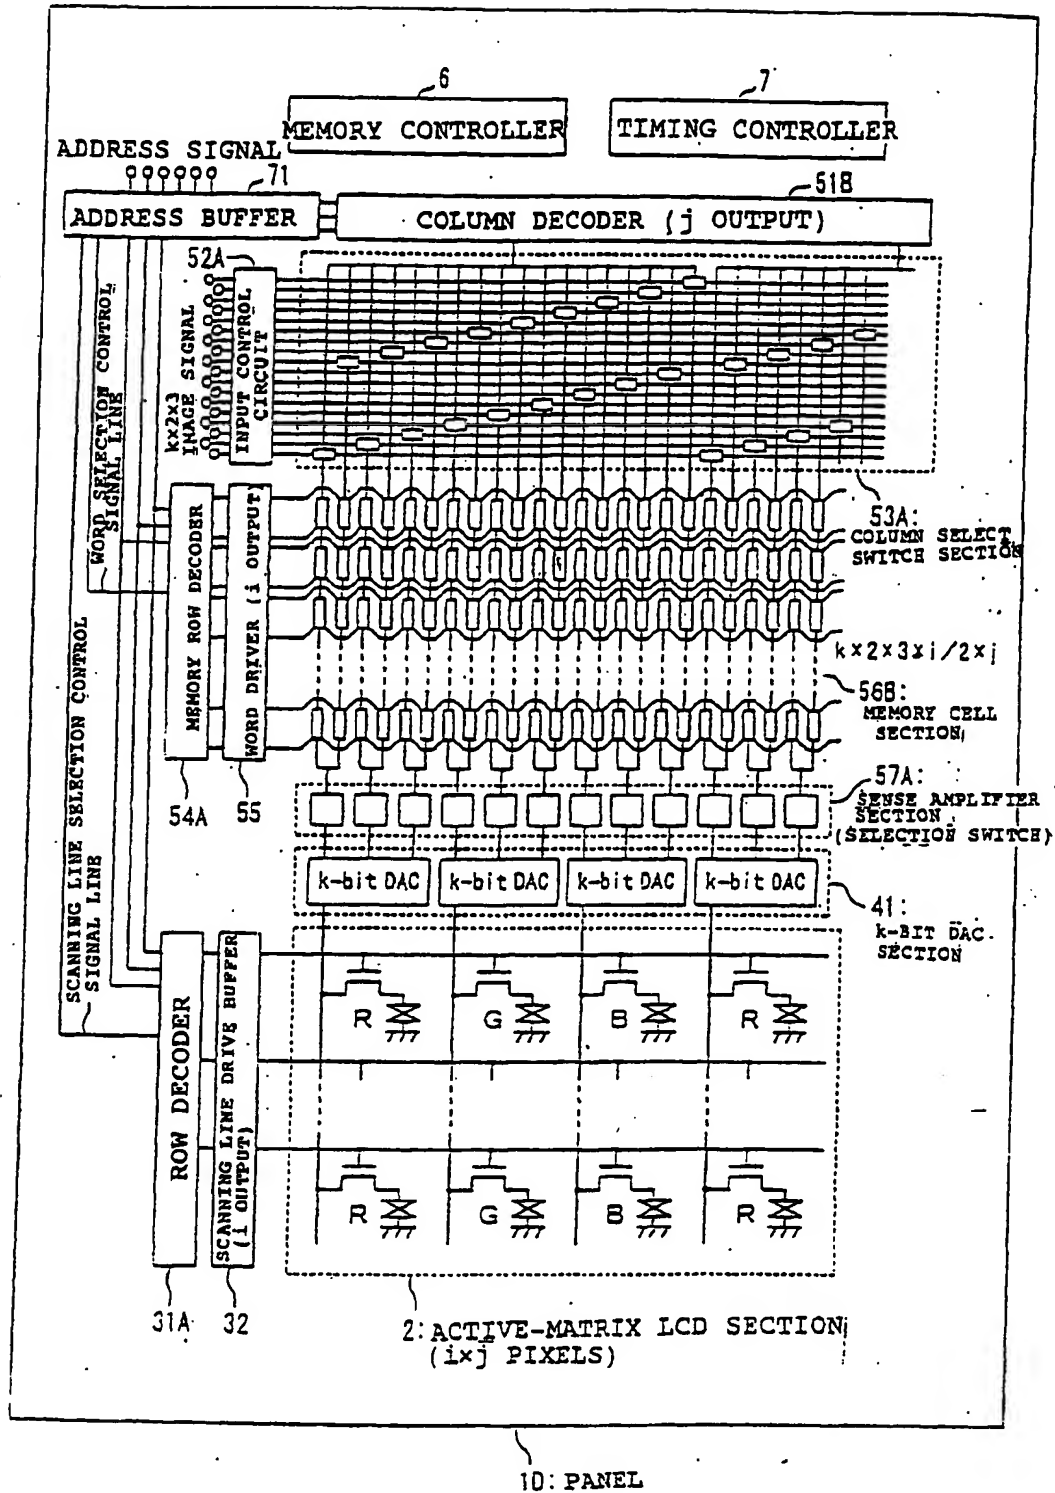 6
MEMORY CONTROLLER
7
TIMING CONTROLLER
ADDRESS SIGNAL
71
ADDRESS BUFFER
51B
COLUMN DECODER (j OUTPUT)
52A
INPUT CONTROL
CIRCUIT
k×2×3
IMAGE SIGNAL
WORD SELECTION CONTROL
SIGNAL LINE
53A:
COLUMN SELECT
SWITCH SECTION
MEMORY ROW DECODER
54A
WORD DRIVER (i OUTPUT)
55
k×2×3×i/2×j
56B:
MEMORY CELL
SECTION
57A:
SENSE AMPLIFIER
SECTION
(SELECTION SWITCH)
k-bit DAC
k-bit DAC
k-bit DAC
k-bit DAC
41:
k-BIT DAC
SECTION
SCANNING LINE SELECTION CONTROL
SIGNAL LINE
ROW DECODER
31A
SCANNING LINE DRIVE BUFFER
(i OUTPUT)
32
R
G
B
R
R
G
B
R
2: ACTIVE-MATRIX LCD SECTION
(i×j PIXELS)
10: PANEL